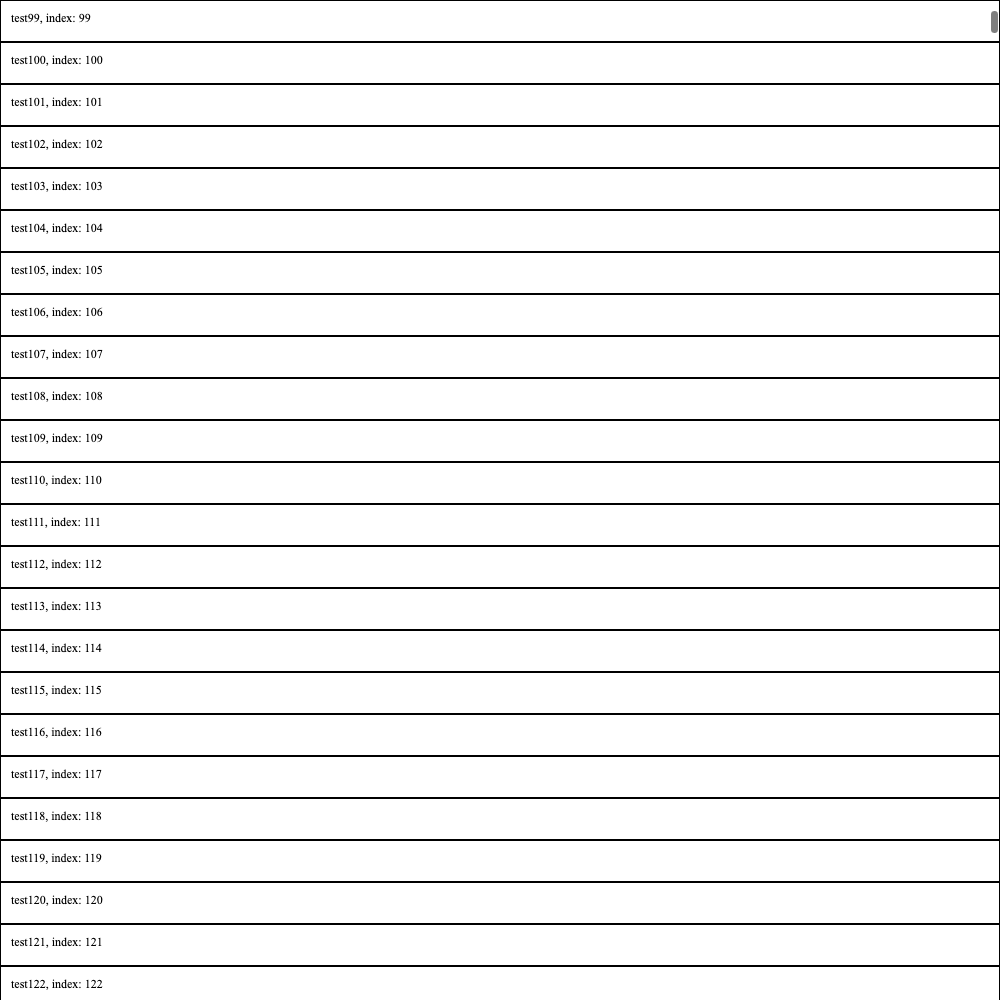 test99, index: 99
test100, index: 100
test101, index: 101
test102, index: 102
test103, index: 103
test104, index: 104
test105, index: 105
test106, index: 106
test107, index: 107
test108, index: 108
test109, index: 109
test110, index: 110
test111, index: 111
test112, index: 112
test113, index: 113
test114, index: 114
test115, index: 115
test116, index: 116
test117, index: 117
test118, index: 118
test119, index: 119
test120, index: 120
test121, index: 121
test122, index: 122